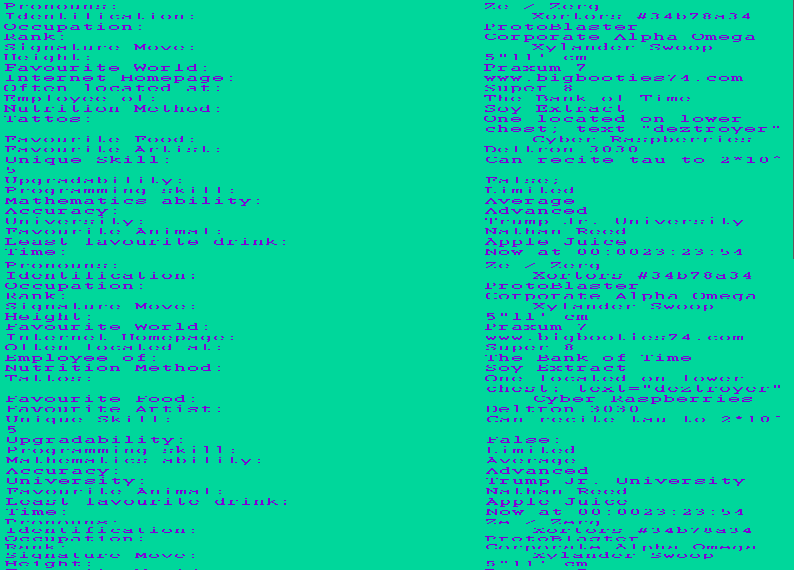 Pronouns: Ze / Zerq
Identification: Xorlors #34b78a34
Occupation: ProtoBlaster
Rank: Corporate Alpha Omega
Signature Move: Xylander Swoop
Height: 5"11' cm
Favourite World: Praxum 7
Internet Homepage: www.bigbooties74.com
Often located at: Super 8
Employee of: The Bank of Time
Nutrition Method: Soy Extract
Tattos: One located on lower
chest; text "deztroyer"
Favourite Food: Cyber Raspberries
Favourite Artist: Deltron 3030
Unique Skill: Can recite tau to 2*10^
5
Upgradability: False;
Programming skill: Limited
Mathematics ability: Average
Accuracy: Advanced
University: Trump Jr. University
Favourite Animal: Nathan Reed
Least favourite drink: Apple Juice
Time: Now at 00:0023:23:54
Pronouns: Ze / Zerq
Identification: Xorlors #34b78a34
Occupation: ProtoBlaster
Rank: Corporate Alpha Omega
Signature Move: Xylander Swoop
Height: 5"11' cm
Favourite World: Praxum 7
Internet Homepage: www.bigbooties74.com
Often located at: Super 8
Employee of: The Bank of Time
Nutrition Method: Soy Extract
Tattos: One located on lower
chest; text="deztroyer"
Favourite Food: Cyber Raspberries
Favourite Artist: Deltron 3030
Unique Skill: Can recite tau to 2*10^
5
Upgradability: False;
Programming skill: Limited
Mathematics ability: Average
Accuracy: Advanced
University: Trump Jr. University
Favourite Animal: Nathan Reed
Least favourite drink: Apple Juice
Time: Now at 00:0023:23:54
Pronouns: Ze / Zerq
Identification: Xorlors #34b78a34
Occupation: ProtoBlaster
Rank: Corporate Alpha Omega
Signature Move: Xylander Swoop
Height: 5"11' cm